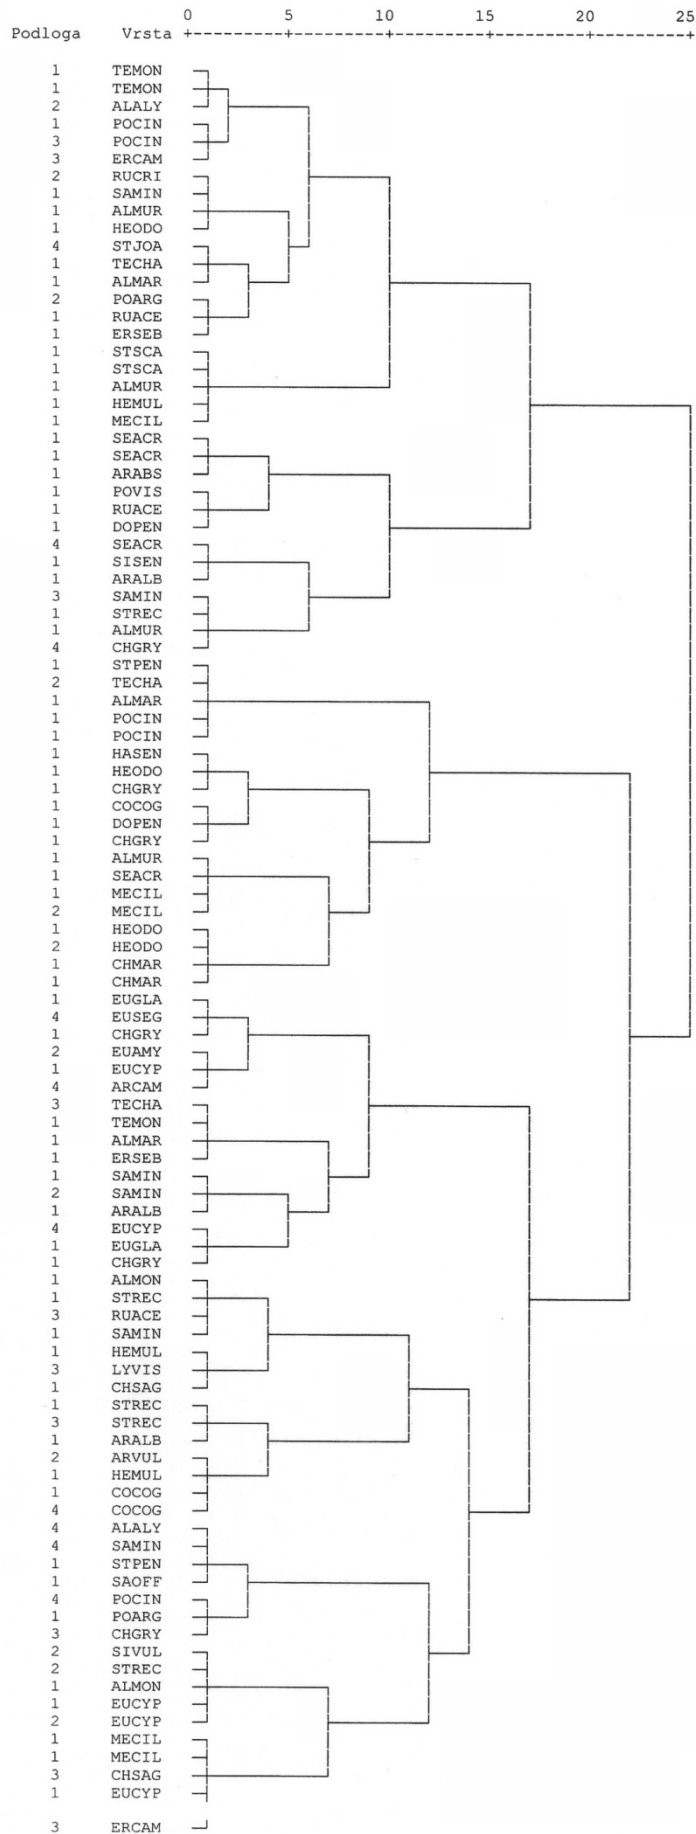 0 5 10 15 20 25
Podloga Vrsta
1 TEMON
1 TEMON
2 ALALY
1 POCIN
3 POCIN
3 ERCAM
2 RUCRI
1 SAMIN
1 ALMUR
1 HEODO
4 STJOA
1 TECHA
1 ALMAR
2 POARG
1 RUACE
1 ERSEB
1 STSCA
1 STSCA
1 ALMUR
1 HEMUL
1 MECIL
1 SEACR
1 SEACR
1 ARABS
1 POVIS
1 RUACE
1 DOPEN
4 SEACR
1 SISEN
1 ARALB
3 SAMIN
1 STREC
1 ALMUR
4 CHGRY
1 STPEN
2 TECHA
1 ALMAR
1 POCIN
1 POCIN
1 HASEN
1 HEODO
1 CHGRY
1 COCOG
1 DOPEN
1 CHGRY
1 ALMUR
1 SEACR
1 MECIL
2 MECIL
1 HEODO
2 HEODO
1 CHMAR
1 CHMAR
1 EUGLA
4 EUSEG
1 CHGRY
2 EUAMY
1 EUCYP
4 ARCAM
3 TECHA
1 TEMON
1 ALMAR
1 ERSEB
1 SAMIN
2 SAMIN
1 ARALB
4 EUCYP
1 EUGLA
1 CHGRY
1 ALMON
1 STREC
3 RUACE
1 SAMIN
1 HEMUL
3 LYVIS
1 CHSAG
1 STREC
3 STREC
1 ARALB
2 ARVUL
1 HEMUL
1 COCOG
4 COCOG
4 ALALY
4 SAMIN
1 STPEN
1 SAOFF
4 POCIN
1 POARG
3 CHGRY
2 SIVUL
2 STREC
1 ALMON
1 EUCYP
2 EUCYP
1 MECIL
1 MECIL
3 CHSAG
1 EUCYP
3 ERCAM